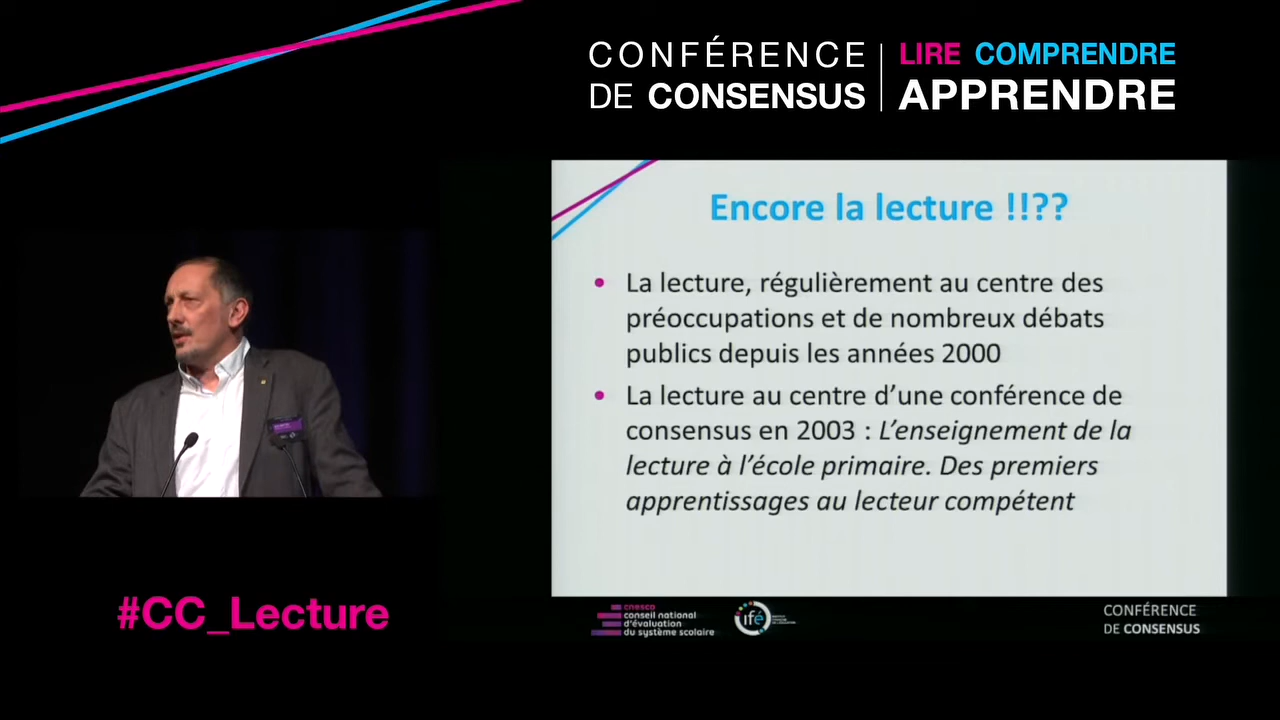 CONFÉRENCE
DE CONSENSUS
LIRE COMPRENDRE
APPRENDRE
Encore la lecture !!??
• La lecture, régulièrement au centre des
préoccupations et de nombreux débats
publics depuis les années 2000
• La lecture au centre d’une conférence de
consensus en 2003 : L’enseignement de la
lecture à l’école primaire. Des premiers
apprentissages au lecteur compétent
#CC_Lecture
cnesco
conseil national
d'évaluation
du système scolaire
ifé
CONFÉRENCE
DE CONSENSUS